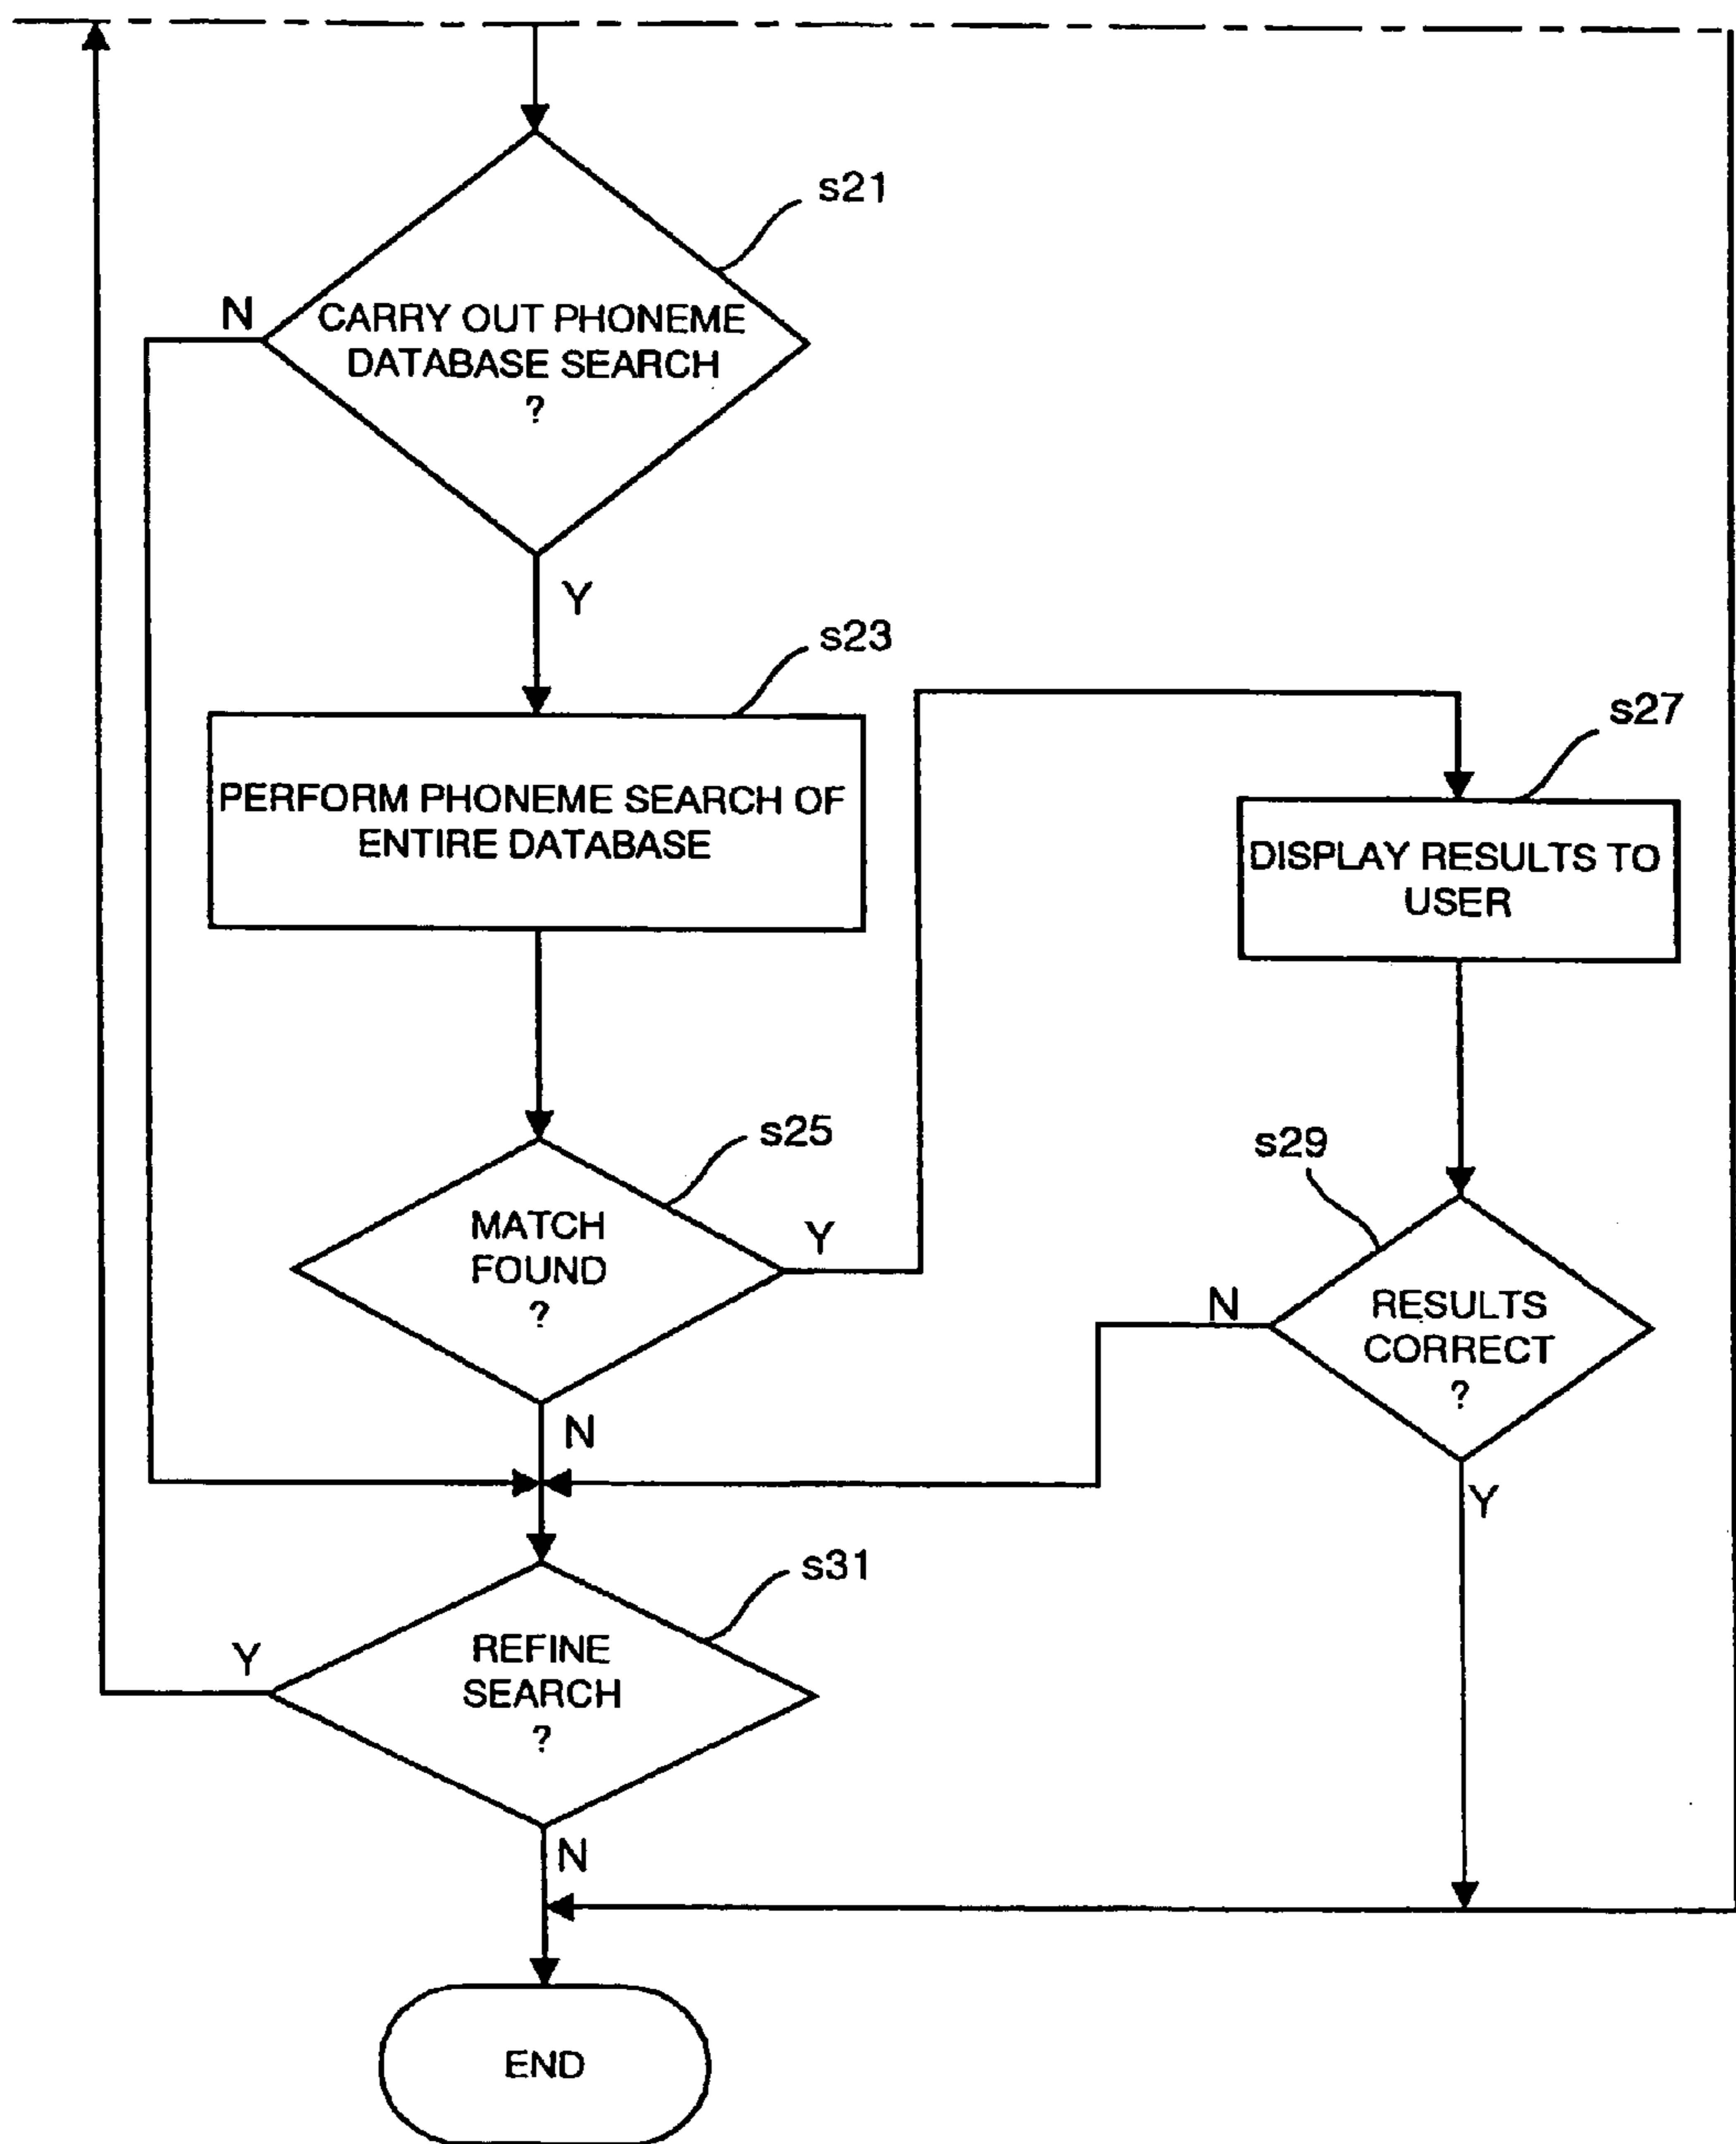 s21
N
CARRY OUT PHONEME
DATABASE SEARCH
?
Y
s23
PERFORM PHONEME SEARCH OF
ENTIRE DATABASE
s27
DISPLAY RESULTS TO
USER
s25
MATCH
FOUND
?
Y
N
s29
RESULTS
CORRECT
?
N
Y
s31
REFINE
SEARCH
?
Y
N
END